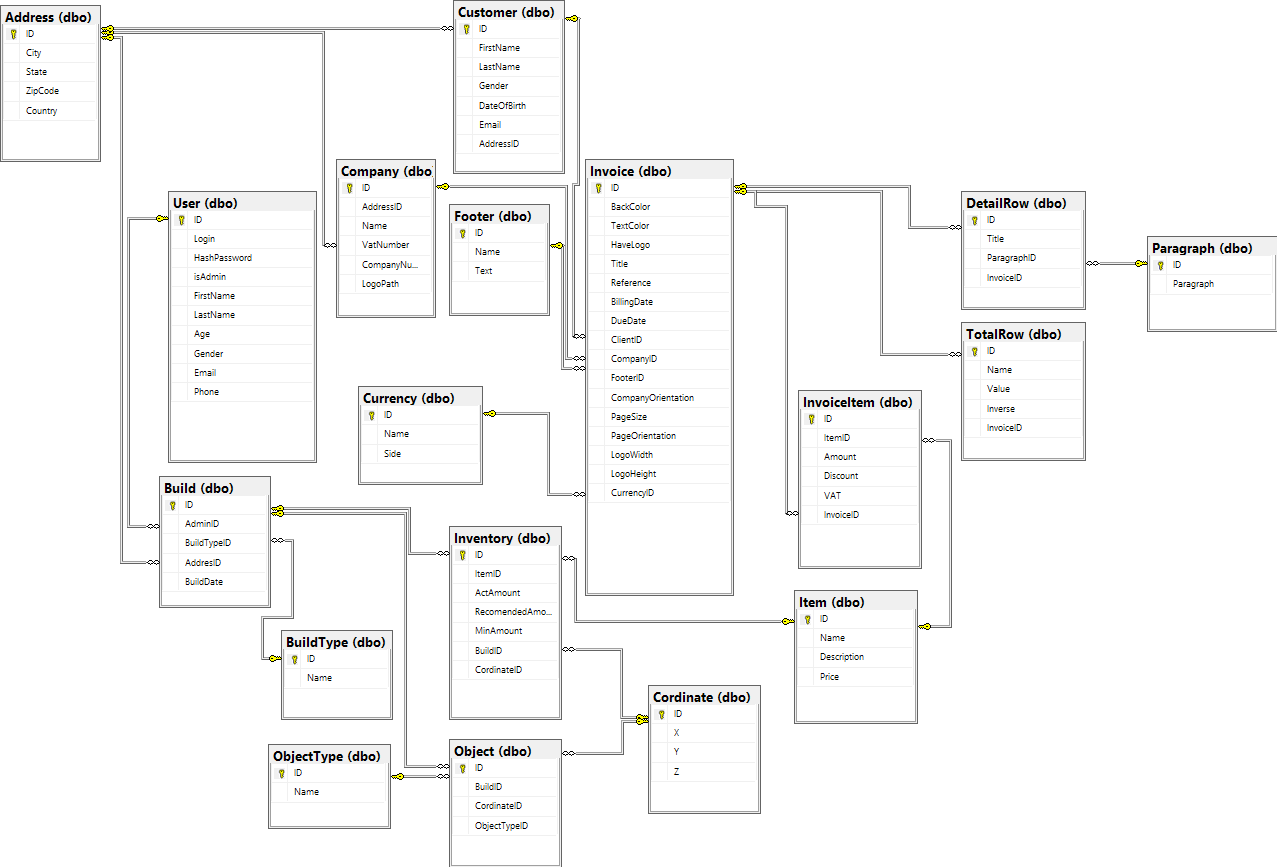 Address (dbo)
ID
City
State
ZipCode
Country
Customer (dbo)
ID
FirstName
LastName
Gender
DateOfBirth
Email
AddressID
Company (dbo)
ID
AddressID
Name
VatNumber
CompanyNu...
LogoPath
Invoice (dbo)
ID
BackColor
TextColor
HaveLogo
Title
Reference
BillingDate
DueDate
ClientID
CompanyID
FooterID
CompanyOrientation
PageSize
PageOrientation
LogoWidth
LogoHeight
CurrencyID
User (dbo)
ID
Login
HashPassword
isAdmin
FirstName
LastName
Age
Gender
Email
Phone
Footer (dbo)
ID
Name
Text
DetailRow (dbo)
ID
Title
ParagraphID
InvoiceID
Paragraph (dbo)
ID
Paragraph
TotalRow (dbo)
ID
Name
Value
Inverse
InvoiceID
Currency (dbo)
ID
Name
Side
InvoiceItem (dbo)
ID
ItemID
Amount
Discount
VAT
InvoiceID
Build (dbo)
ID
AdminID
BuildTypeID
AddresID
BuildDate
Inventory (dbo)
ID
ItemID
ActAmount
RecomendedAmo...
MinAmount
BuildID
CordinateID
Item (dbo)
ID
Name
Description
Price
BuildType (dbo)
ID
Name
Cordinate (dbo)
ID
X
Y
Z
ObjectType (dbo)
ID
Name
Object (dbo)
ID
BuildID
CordinateID
ObjectTypeID